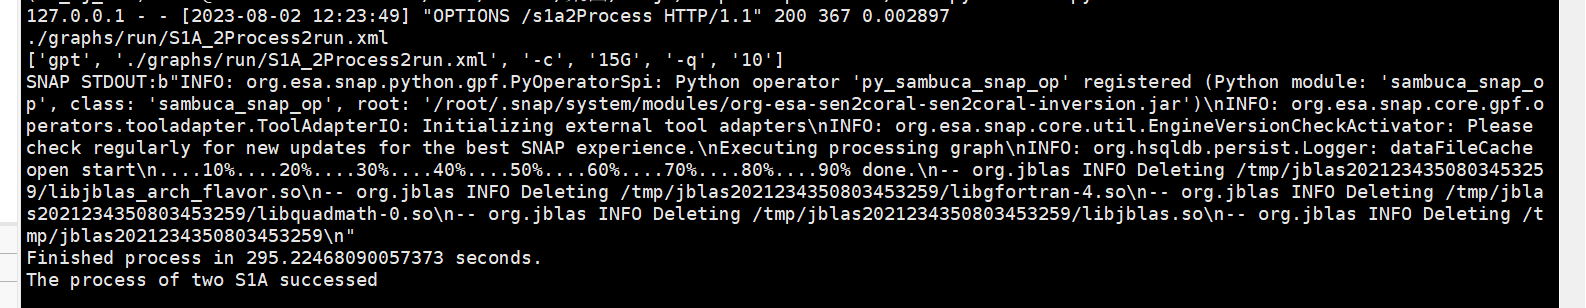 127.0.0.1 - - [2023-08-02 12:23:49] "OPTIONS /s1a2Process HTTP/1.1" 200 367 0.002897
./graphs/run/S1A_2Process2run.xml
['gpt', './graphs/run/S1A_2Process2run.xml', '-c', '15G', '-q', '10']
SNAP STDOUT:b"INFO: org.esa.snap.python.gpf.PyOperatorSpi: Python operator 'py_sambuca_snap_op' registered (Python module: 'sambuca_snap_o
p', class: 'sambuca_snap_op', root: '/root/.snap/system/modules/org-esa-sen2coral-sen2coral-inversion.jar')\nINFO: org.esa.snap.core.gpf.o
perators.tooladapter.ToolAdapterIO: Initializing external tool adapters\nINFO: org.esa.snap.core.util.EngineVersionCheckActivator: Please
check regularly for new updates for the best SNAP experience.\nExecuting processing graph\nINFO: org.hsqldb.persist.Logger: dataFileCache
open start\n....10%....20%....30%....40%....50%....60%....70%....80%....90% done.\n-- org.jblas INFO Deleting /tmp/jblas202123435080345325
9/libjblas_arch_flavor.so\n-- org.jblas INFO Deleting /tmp/jblas2021234350803453259/libgfortran-4.so\n-- org.jblas INFO Deleting /tmp/jbla
s2021234350803453259/libquadmath-0.so\n-- org.jblas INFO Deleting /tmp/jblas2021234350803453259/libjblas.so\n-- org.jblas INFO Deleting /t
mp/jblas2021234350803453259\n"
Finished process in 295.22468090057373 seconds.
The process of two S1A successed